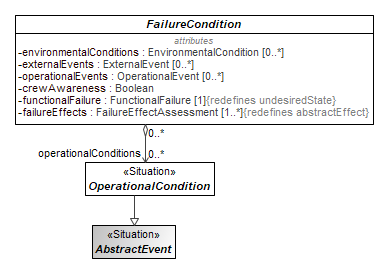 FailureCondition
attributes
-environmentalConditions : EnvironmentalCondition [0..*]
-externalEvents : ExternalEvent [0..*]
-operationalEvents : OperationalEvent [0..*]
-crewAwareness : Boolean
-functionalFailure : FunctionalFailure [1]{redefines undesiredState}
-failureEffects : FailureEffectAssessment [1..*]{redefines abstractEffect}
0..*
operationalConditions 0..*
«Situation»
OperationalCondition
«Situation»
AbstractEvent